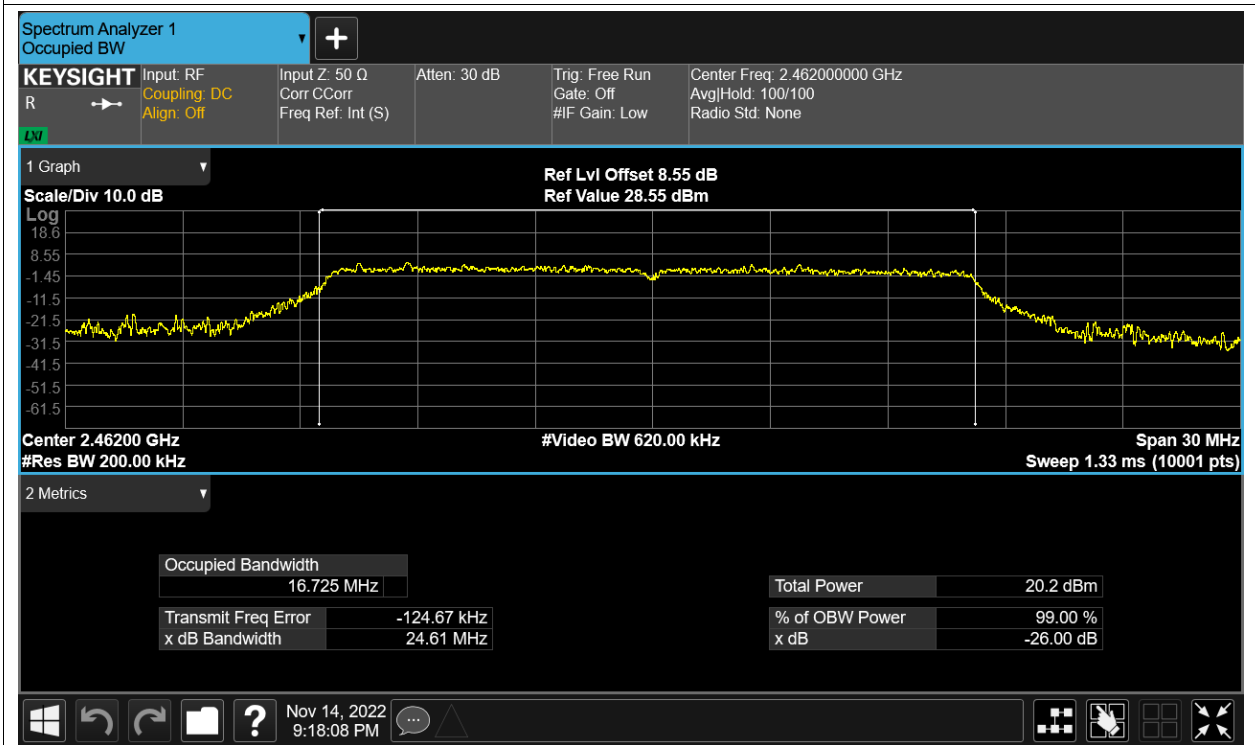 Spectrum Analyzer 1
Occupied BW
KEYSIGHT
R
LXI
Input: RF
Coupling: DC
Align: Off
Input Z: 50 Ω
Corr CCorr
Freq Ref: Int (S)
Atten: 30 dB
Trig: Free Run
Gate: Off
#IF Gain: Low
Center Freq: 2.462000000 GHz
Avg|Hold: 100/100
Radio Std: None
1 Graph
Scale/Div 10.0 dB
Ref Lvl Offset 8.55 dB
Ref Value 28.55 dBm
Log
18.6
8.55
-1.45
-11.5
-21.5
-31.5
-41.5
-51.5
-61.5
Center 2.46200 GHz
#Video BW 620.00 kHz
Span 30 MHz
#Res BW 200.00 kHz
Sweep 1.33 ms (10001 pts)
2 Metrics
Occupied Bandwidth
16.725 MHz
Total Power 20.2 dBm
Transmit Freq Error -124.67 kHz
% of OBW Power 99.00 %
x dB Bandwidth 24.61 MHz
x dB -26.00 dB
?
Nov 14, 2022
9:18:08 PM